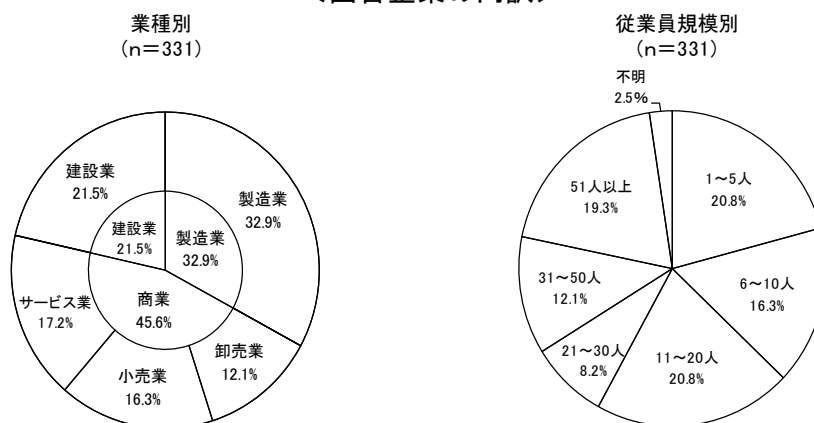 業種別
(n=331)
建設業
21.5%
製造業
32.9%
建設業
21.5%
製造業
32.9%
サービス業
17.2%
商業
45.6%
卸売業
12.1%
小売業
16.3%
従業員規模別
(n=331)
不明
2.5%
51人以上
19.3%
1~5人
20.8%
31~50人
12.1%
6~10人
16.3%
21~30人
8.2%
11~20人
20.8%